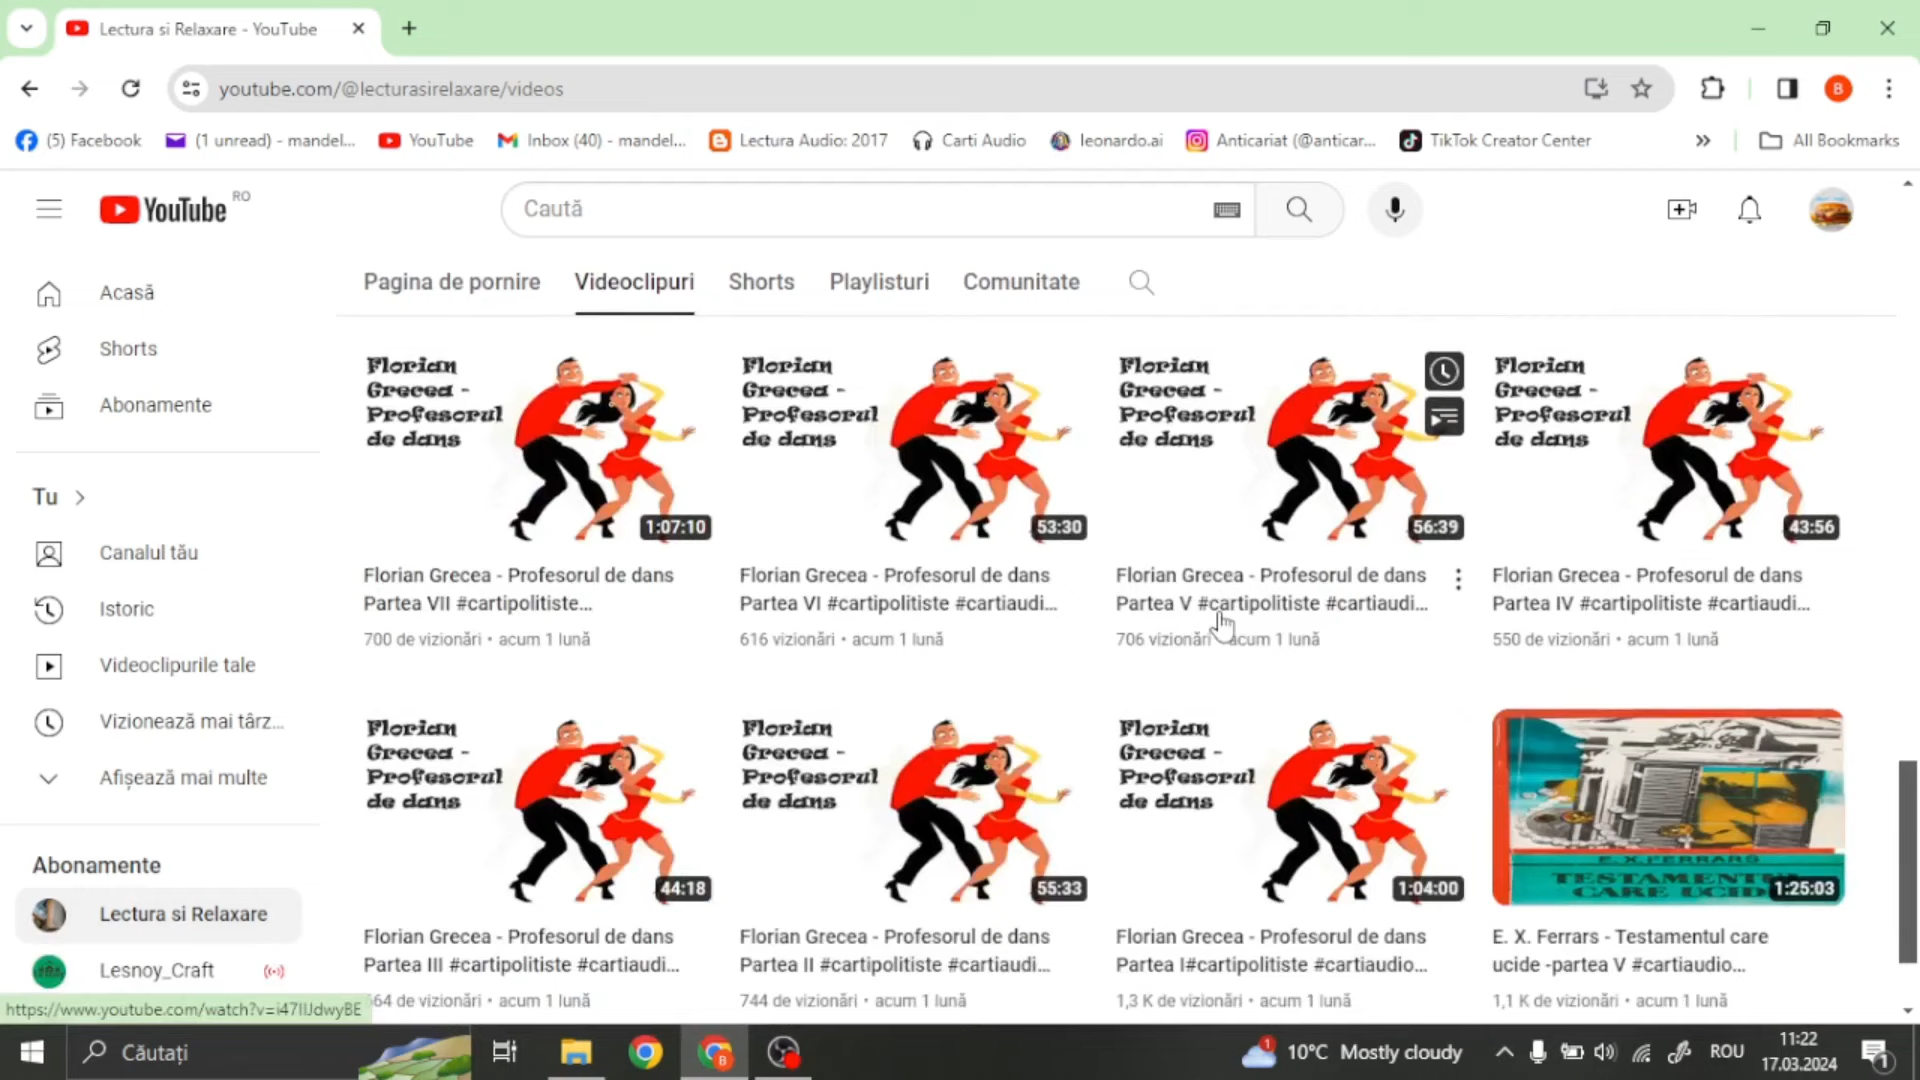 Lectura si Relaxare - YouTube
youtube.com/@lecturasirelaxare/videos
B
(5) Facebook
(1 unread) - mandel...
YouTube
Inbox (40) - mandel...
Lectura Audio: 2017
Carti Audio
leonardo.ai
Anticariat (@anticar...
TikTok Creator Center
All Bookmarks
YouTube RO
Caută
Pagina de pornire
Videoclipuri
Shorts
Playlisturi
Comunitate
Acasă
Shorts
Abonamente
Tu
Canalul tău
Istoric
Videoclipurile tale
Vizionează mai târz...
Afișează mai multe
Abonamente
Lectura si Relaxare
Lesnoy_Craft
Florian
Grecea -
Profesorul
de dans
1:07:10
Florian Grecea - Profesorul de dans
Partea VII #cartipolitiste...
700 de vizionări • acum 1 lună
Florian
Grecea -
Profesorul
de dans
53:30
Florian Grecea - Profesorul de dans
Partea VI #cartipolitiste #cartiaudi...
616 vizionări • acum 1 lună
Florian
Grecea -
Profesorul
de dans
56:39
Florian Grecea - Profesorul de dans
Partea V #cartipolitiste #cartiaudi...
706 vizionări acum 1 lună
Florian
Grecea -
Profesorul
de dans
43:56
Florian Grecea - Profesorul de dans
Partea IV #cartipolitiste #cartiaudi...
550 de vizionări • acum 1 lună
Florian
Grecea -
Profesorul
de dans
44:18
Florian Grecea - Profesorul de dans
Partea III #cartipolitiste #cartiaudi...
64 de vizionări • acum 1 lună
Florian
Grecea -
Profesorul
de dans
55:33
Florian Grecea - Profesorul de dans
Partea II #cartipolitiste #cartiaudi...
744 de vizionări • acum 1 lună
Florian
Grecea -
Profesorul
de dans
1:04:00
Florian Grecea - Profesorul de dans
Partea I#cartipolitiste #cartiaudio...
1,3 K de vizionări • acum 1 lună
E. X. FERRARS
TESTAMENTUL
CARE UCID
1:25:03
E. X. Ferrars - Testamentul care
ucide -partea V #cartiaudio...
1,1 K de vizionări • acum 1 lună
Căutați
B
1
10°C Mostly cloudy
ROU
11:22
17.03.2024
1